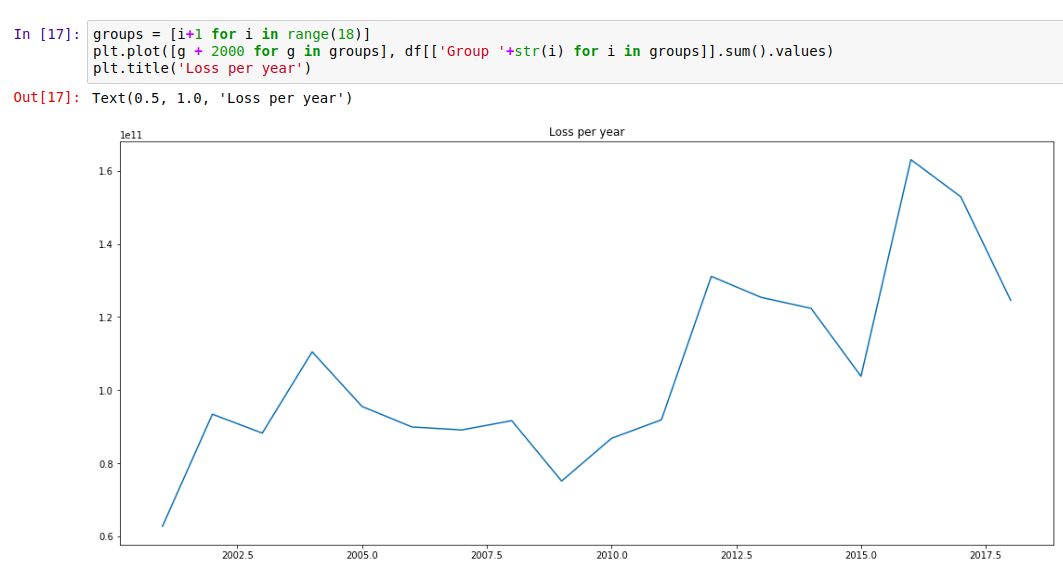 In [17]: groups = [i+1 for i in range(18)]
plt.plot([g + 2000 for g in groups], df[['Group '+str(i) for i in groups]].sum().values)
plt.title('Loss per year')
Out[17]: Text(0.5, 1.0, 'Loss per year')
Loss per year
1e11
1.6
1.4
1.2
1.0
0.8
0.6
2002.5 2005.0 2007.5 2010.0 2012.5 2015.0 2017.5